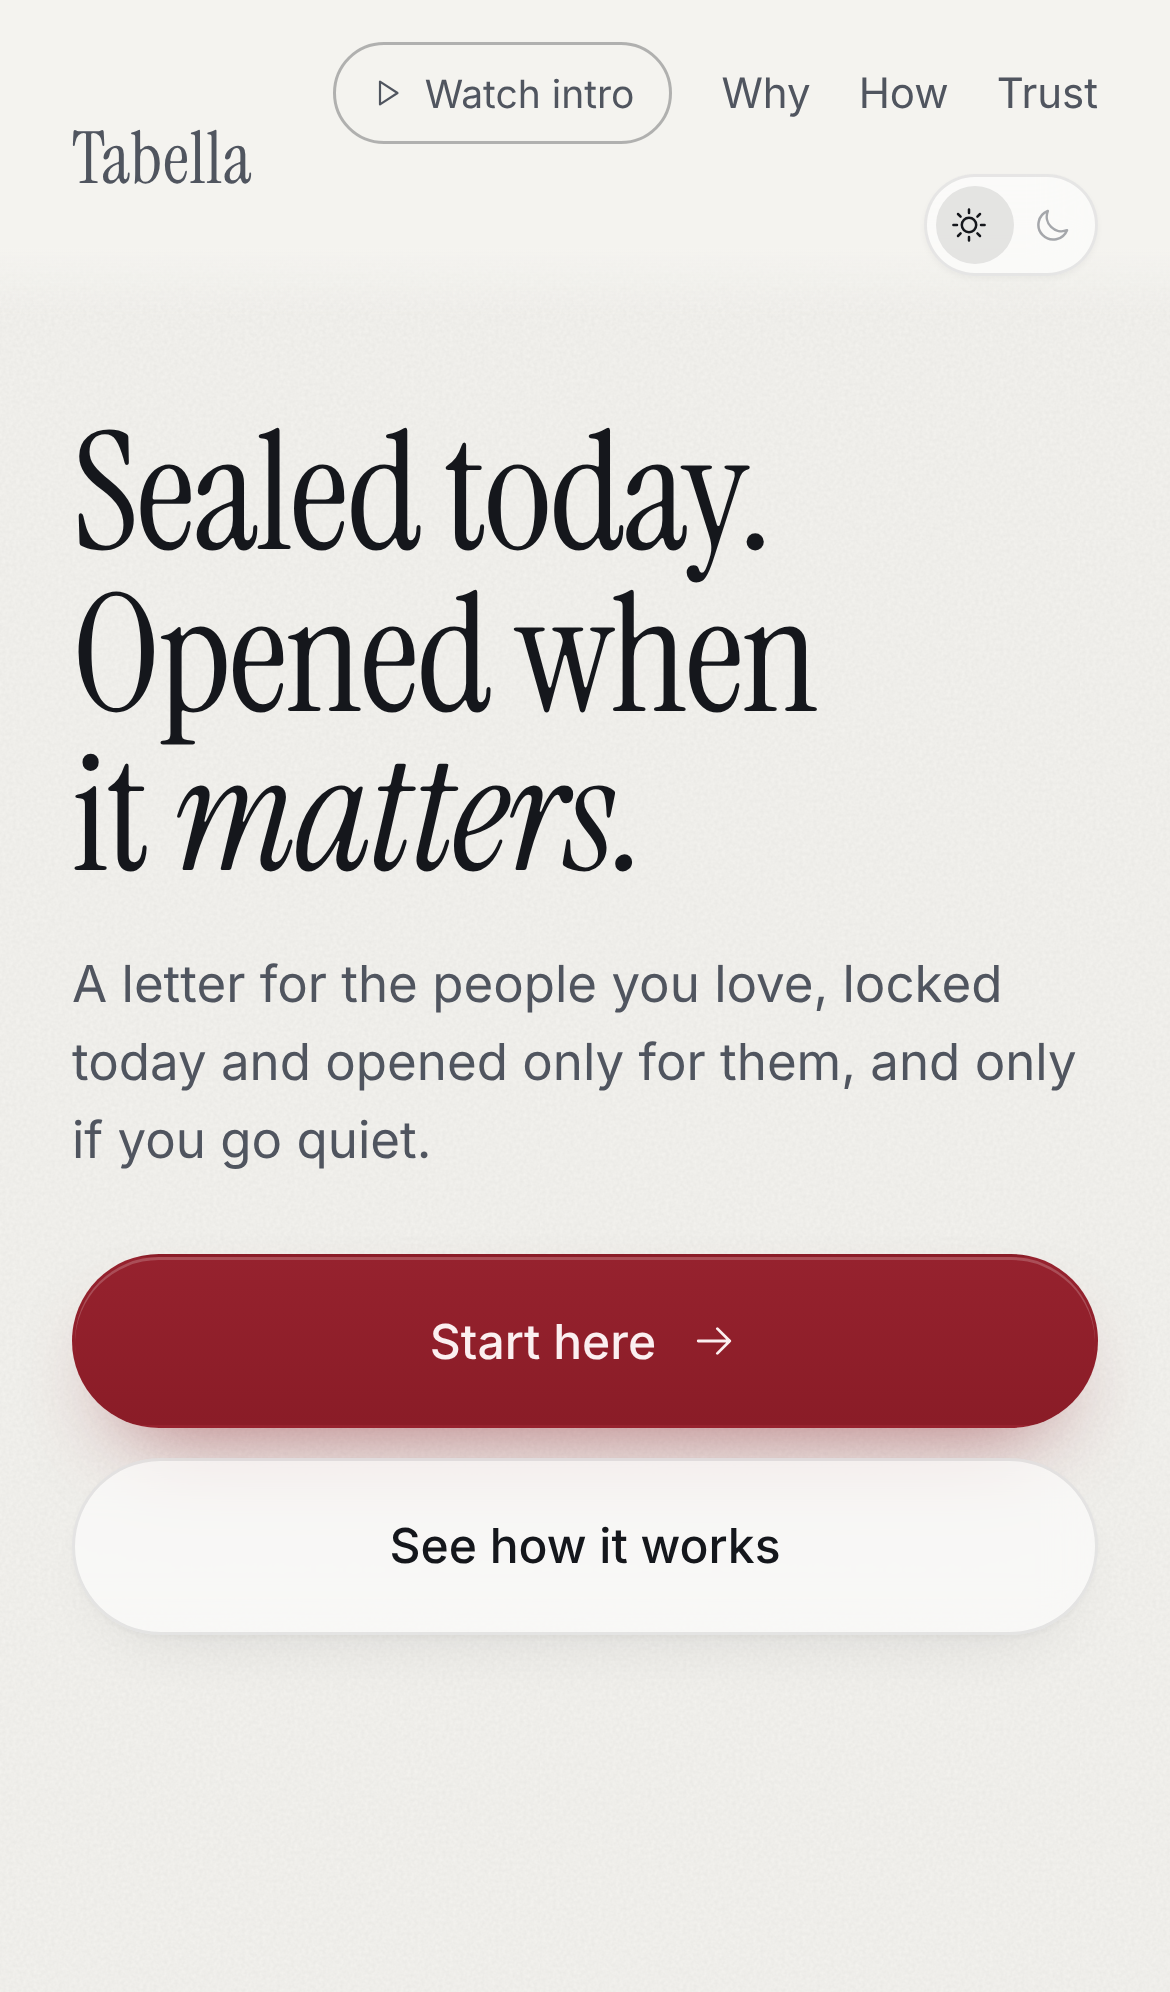 Watch intro
Why
How
Trust
Tabella
Sealed today.
Opened when
it matters.
A letter for the people you love, locked
today and opened only for them, and only
if you go quiet.
Start here
See how it works